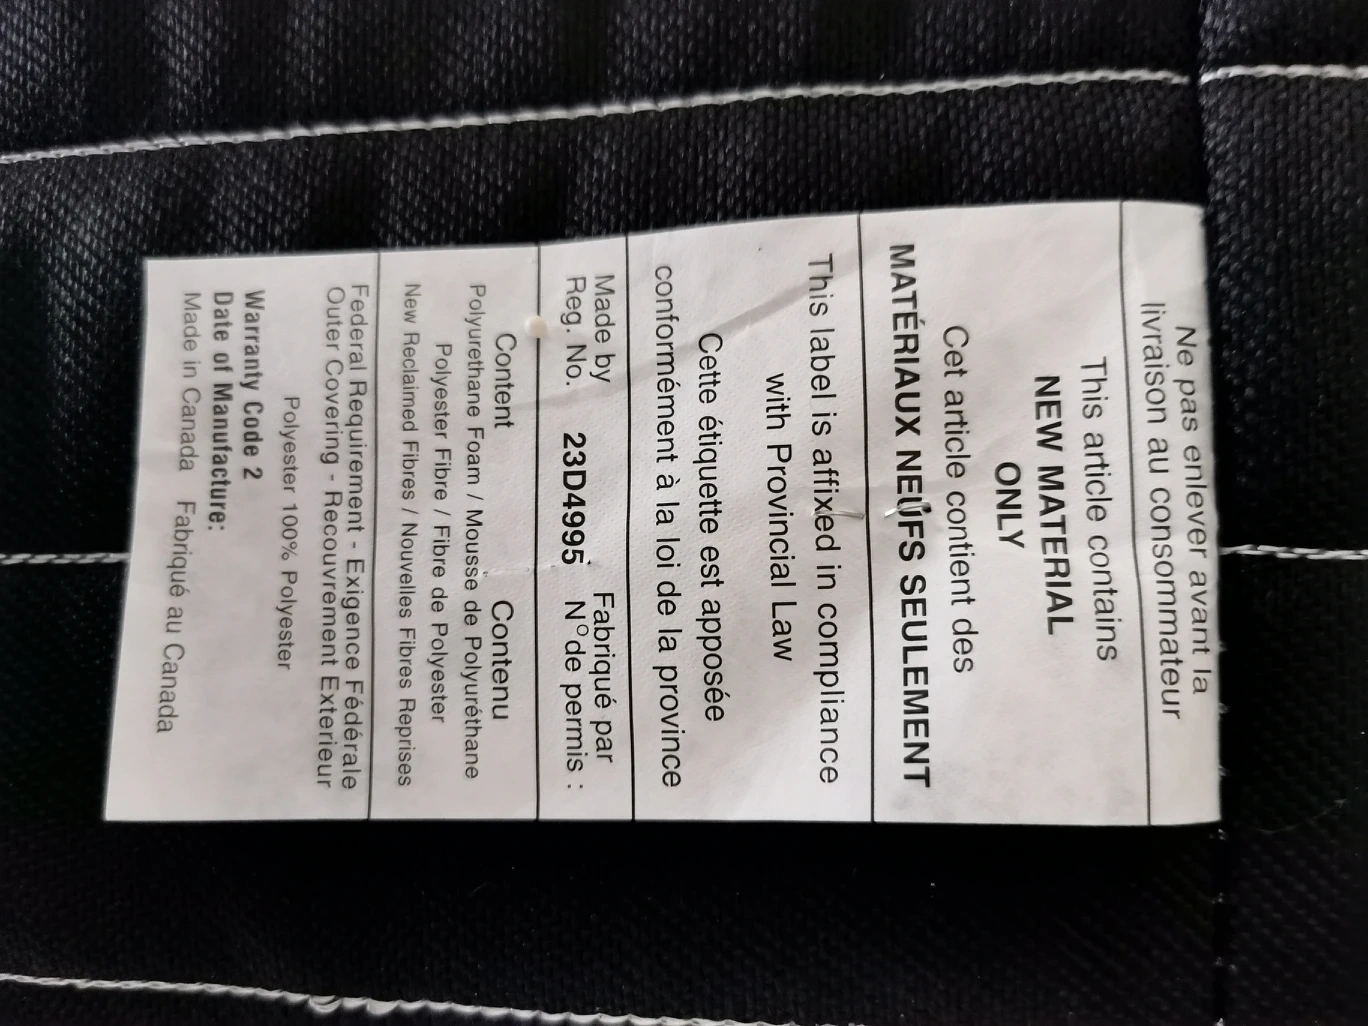 Ne pas enlever avant la
livraison au consommateur
This article contains
NEW MATERIAL
ONLY
Cet article contient des
MATÉRIAUX NEUFS SEULEMENT
This label is affixed in compliance
with Provincial Law
Cette étiquette est apposée
conformément à la loi de la province
Made by Fabriqué par
Reg. No. 23D4995 N° de permis :
Content Contenu
Polyurethane Foam / Mousse de Polyuréthane
Polyester Fibre / Fibre de Polyester
New Reclaimed Fibres / Nouvelles Fibres Reprises
Federal Requirement - Exigence Fédérale
Outer Covering - Recouvrement Exterieur
Polyester 100% Polyester
Warranty Code 2
Date of Manufacture:
Made in Canada Fabriqué au Canada